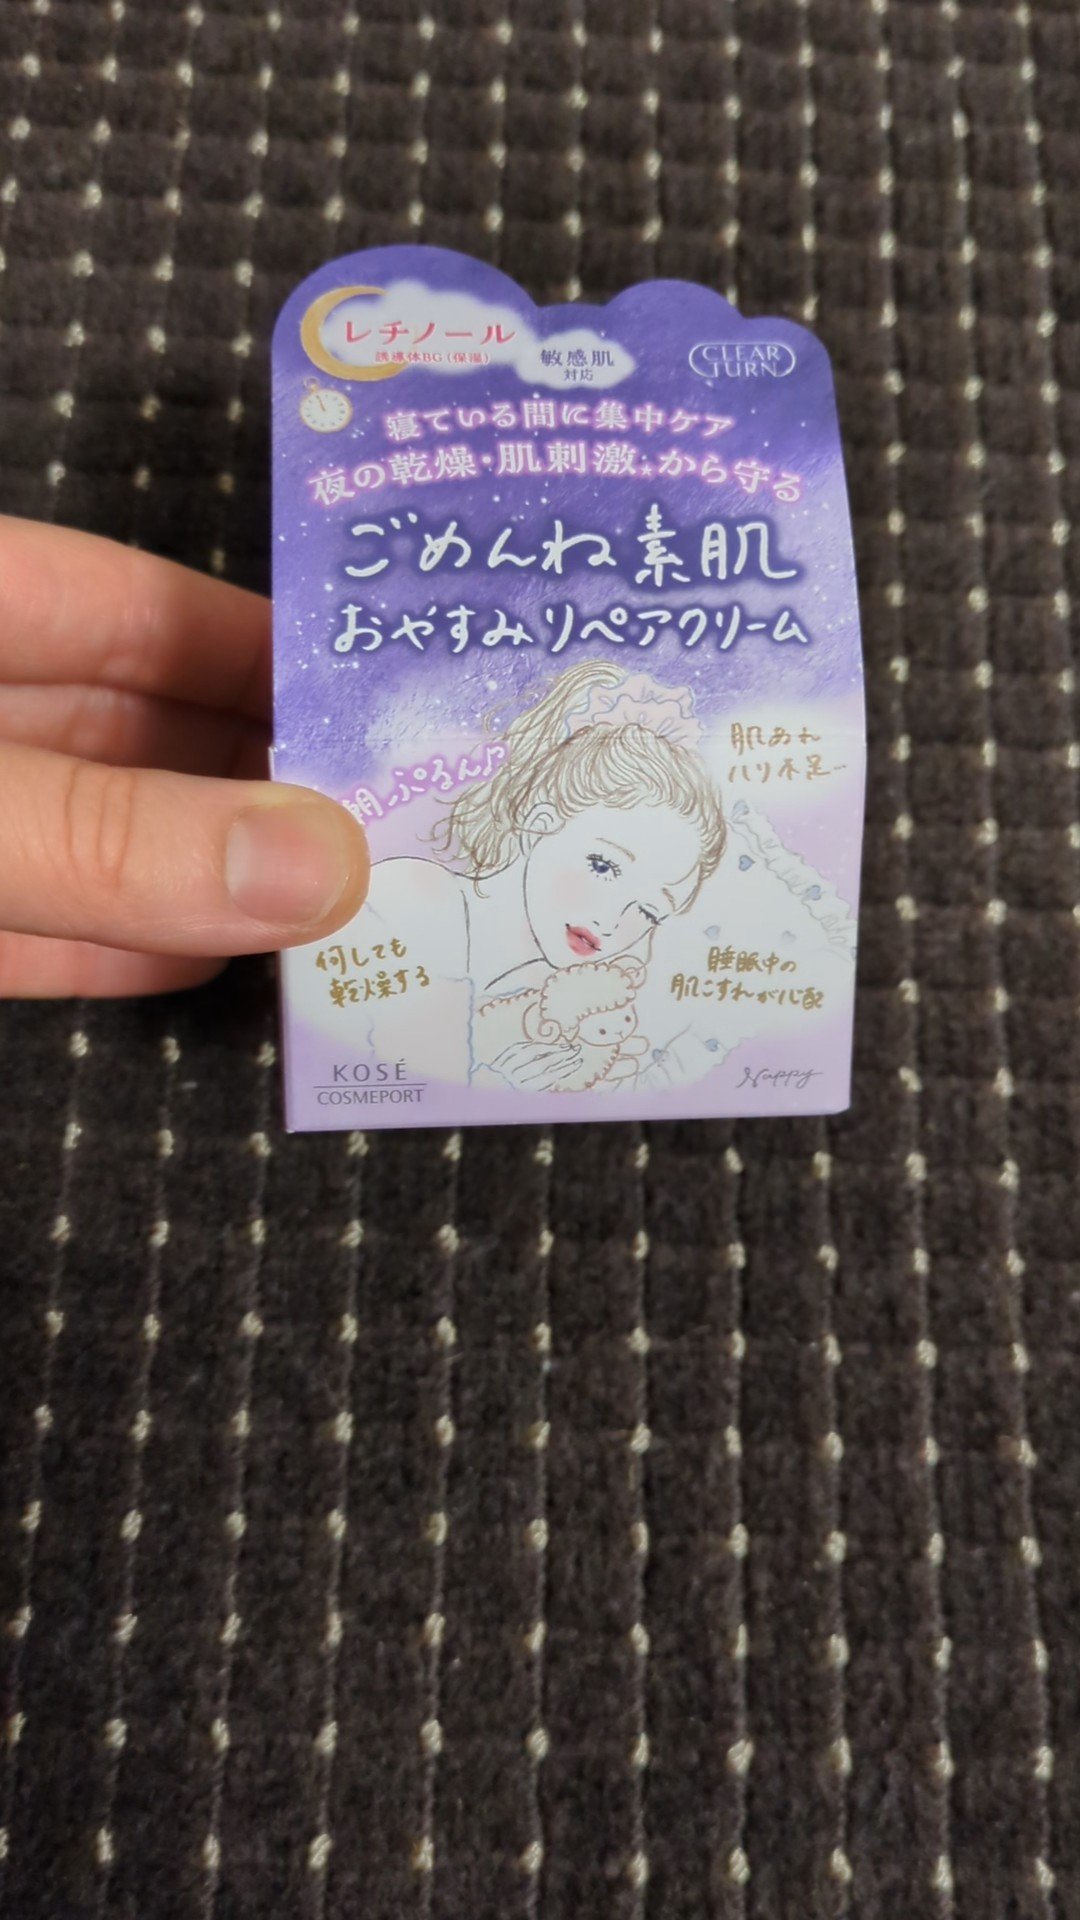 レチノール
誘導体BG(保湿)
敏感肌
対応
CLEAR
TURN
寝ている間に集中ケア
夜の乾燥・肌刺激*から守る
ごめんね素肌
おやすみリペアクリーム
朝ぷるん♪
肌あれ
ハリ不足…
何しても
乾燥する
睡眠中の
肌こすれが心配
KOSÉ
COSMEPORT
Nappy